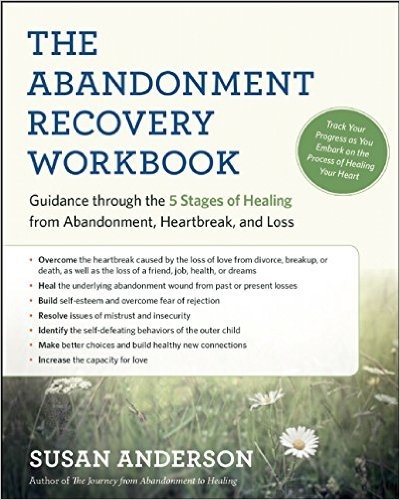 THE
ABANDONMENT
RECOVERY
WORKBOOK
Track Your
Progress as You
Embark on the
Process of Healing
Your Heart
Guidance through the 5 Stages of Healing
from Abandonment, Heartbreak, and Loss
• Overcome the heartbreak caused by the loss of love from divorce, breakup, or
death, as well as the loss of a friend, job, health, or dreams
• Heal the underlying abandonment wound from past or present losses
• Build self-esteem and overcome fear of rejection
• Resolve issues of mistrust and insecurity
• Identify the self-defeating behaviors of the outer child
• Make better choices and build healthy new connections
• Increase the capacity for love
SUSAN ANDERSON
Author of The Journey from Abandonment to Healing